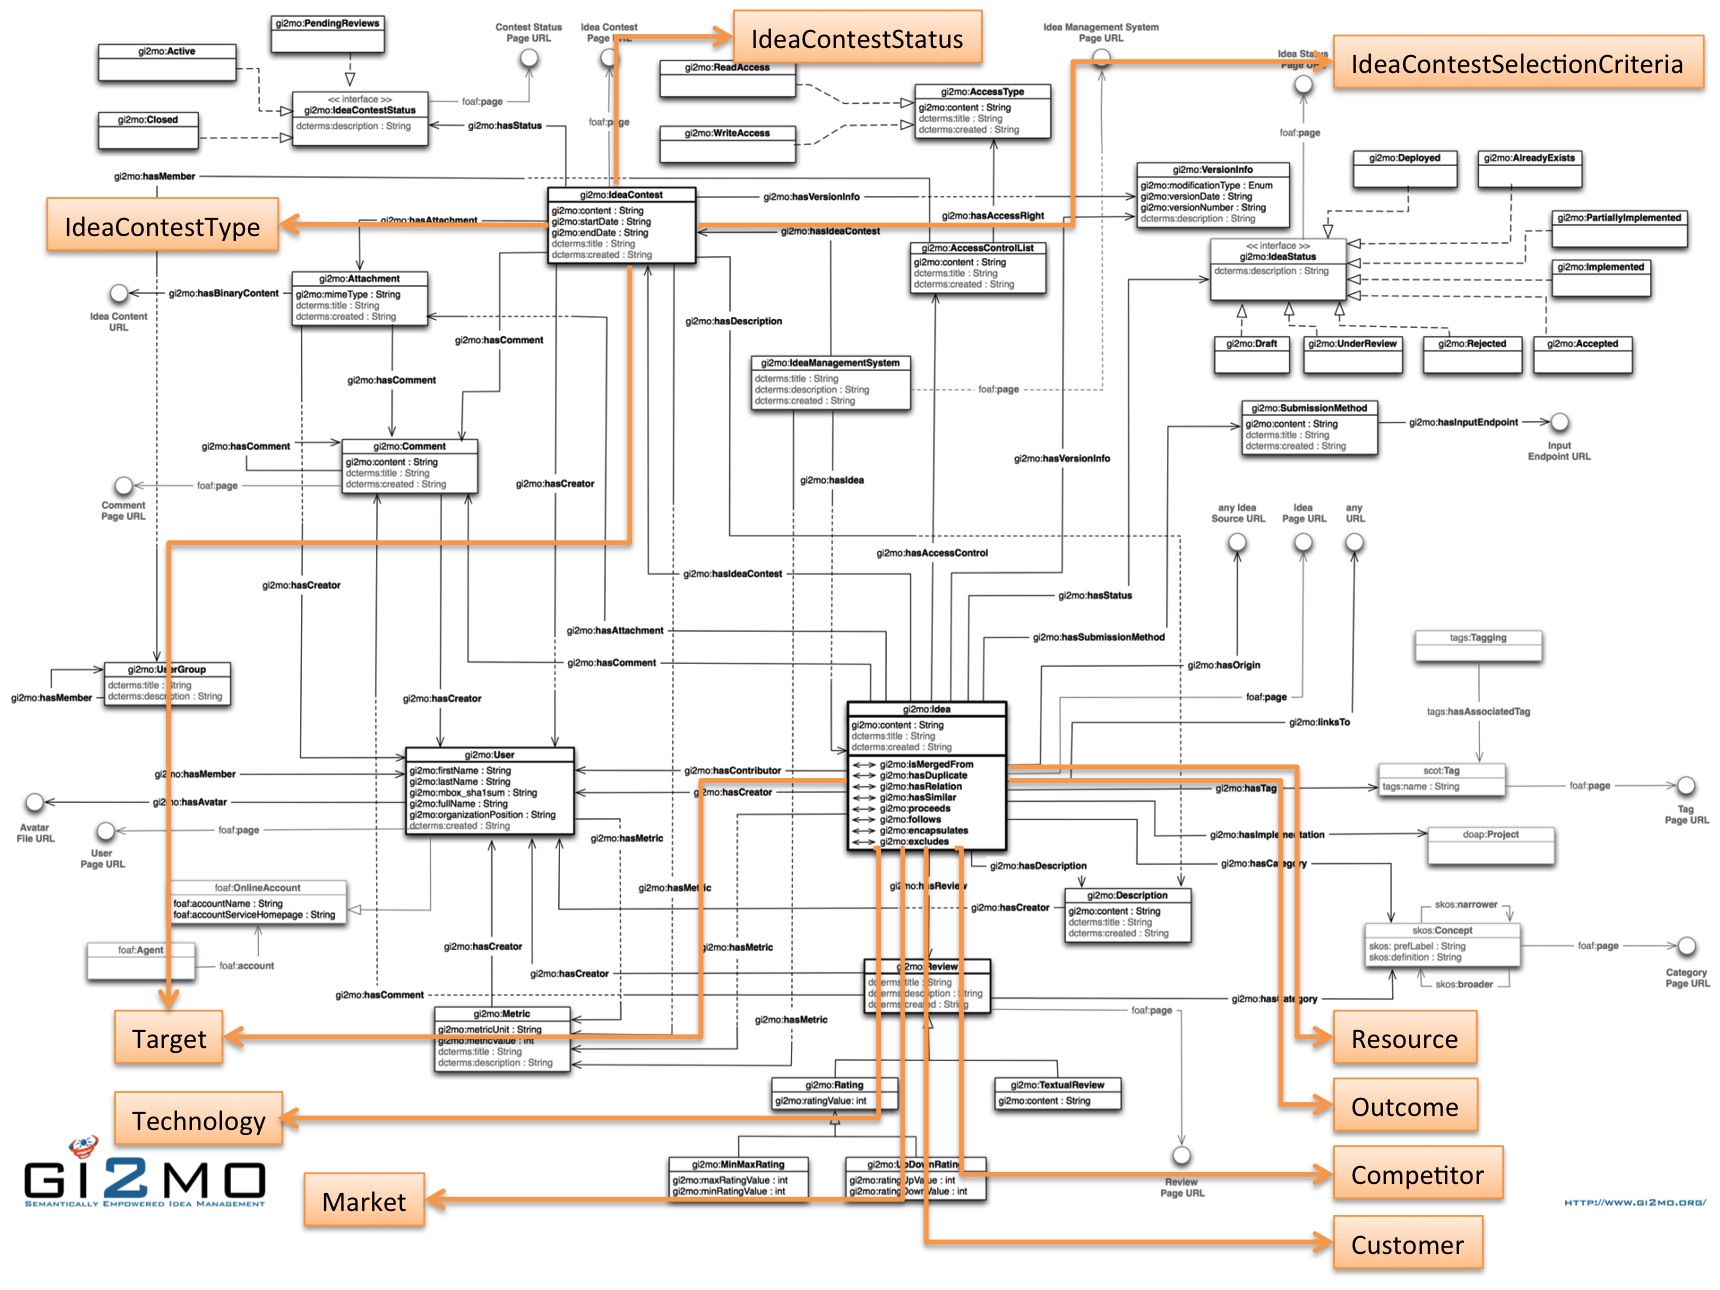 gi2mo:PendingReviews
Contest Status
Page URL
Idea Contest
Page URL
IdeaContestStatus
Idea Management System
Page URL
gi2mo:Active
gi2mo:ReadAccess
Idea Status
Page URL
IdeaContestSelectionCriteria
<< interface >>
gi2mo:IdeaContestStatus
dcterms:description : String
foaf:page
gi2mo:hasStatus
foaf:page
gi2mo:Closed
gi2mo:WriteAccess
gi2mo:AccessType
gi2mo:content : String
dcterms:title : String
dcterms:created : String
foaf:page
gi2mo:Deployed
gi2mo:AlreadyExists
gi2mo:hasMember
gi2mo:IdeaContest
gi2mo:content : String
gi2mo:startDate : String
gi2mo:endDate : String
dcterms:title : String
dcterms:created : String
gi2mo:hasVersionInfo
gi2mo:VersionInfo
gi2mo:modificationType : Enum
gi2mo:versionDate : String
gi2mo:versionNumber : String
dcterms:description : String
IdeaContestType
gi2mo:hasAttachment
gi2mo:hasAccessRight
gi2mo:hasIdeaContest
gi2mo:PartiallyImplemented
gi2mo:AccessControlList
gi2mo:content : String
dcterms:title : String
dcterms:created : String
<< interface >>
gi2mo:IdeaStatus
dcterms:description : String
gi2mo:Implemented
gi2mo:Attachment
gi2mo:mimeType : String
dcterms:title : String
dcterms:created : String
gi2mo:hasBinaryContent
Idea Content
URL
gi2mo:hasDescription
gi2mo:hasComment
gi2mo:Draft
gi2mo:UnderReview
gi2mo:Rejected
gi2mo:Accepted
gi2mo:hasComment
gi2mo:IdeaManagementSystem
dcterms:title : String
dcterms:description : String
dcterms:created : String
foaf:page
gi2mo:SubmissionMethod
gi2mo:content : String
dcterms:title : String
dcterms:created : String
gi2mo:hasInputEndpoint
Input
Endpoint URL
gi2mo:hasComment
gi2mo:Comment
gi2mo:content : String
dcterms:title : String
dcterms:created : String
gi2mo:hasVersionInfo
gi2mo:hasCreator
gi2mo:hasIdea
foaf:page
Comment
Page URL
any Idea
Source URL
Idea
Page URL
any
URL
gi2mo:hasAccessControl
gi2mo:hasIdeaContest
gi2mo:hasCreator
gi2mo:hasStatus
gi2mo:hasAttachment
gi2mo:hasSubmissionMethod
tags:Tagging
gi2mo:hasComment
gi2mo:hasOrigin
gi2mo:UserGroup
dcterms:title : String
dcterms:description : String
gi2mo:hasMember
gi2mo:hasCreator
foaf:page
tags:hasAssociatedTag
gi2mo:linksTo
gi2mo:Idea
gi2mo:content : String
dcterms:title : String
dcterms:created : String
gi2mo:isMergedFrom
gi2mo:hasDuplicate
gi2mo:hasRelation
gi2mo:hasSimilar
gi2mo:proceeds
gi2mo:follows
gi2mo:encapsulates
gi2mo:excludes
gi2mo:User
gi2mo:firstName : String
gi2mo:lastName : String
gi2mo:mbox_sha1sum : String
gi2mo:fullName : String
gi2mo:organizationPosition : String
dcterms:created : String
gi2mo:hasMember
gi2mo:hasContributor
gi2mo:hasCreator
gi2mo:hasTag
scot:Tag
tags:name : String
foaf:page
Tag
Page URL
gi2mo:hasAvatar
Avatar
File URL
foaf:page
User
Page URL
gi2mo:hasMetric
gi2mo:hasImplementation
doap:Project
gi2mo:hasDescription
gi2mo:hasCategory
foaf:OnlineAccount
foaf:accountName : String
foaf:accountServiceHomepage : String
gi2mo:hasMetric
gi2mo:hasReview
gi2mo:hasCreator
gi2mo:Description
gi2mo:content : String
dcterms:title : String
dcterms:created : String
skos:narrower
skos:Concept
skos: prefLabel : String
skos:definition : String
skos:broader
foaf:page
Category
Page URL
foaf:Agent
foaf:account
gi2mo:hasCreator
gi2mo:hasMetric
gi2mo:hasCreator
gi2mo:Review
dcterms:title : String
dcterms:description : String
dcterms:created : String
gi2mo:hasComment
gi2mo:hasCategory
foaf:page
Target
gi2mo:Metric
gi2mo:metricUnit : String
gi2mo:metricValue : int
dcterms:title : String
dcterms:description : String
gi2mo:hasMetric
Resource
gi2mo:Rating
gi2mo:ratingValue: int
gi2mo:TextualReview
gi2mo:content : String
Technology
Outcome
GI2MO
SEMANTICALLY EMPOWERED IDEA MANAGEMENT
gi2mo:MinMaxRating
gi2mo:maxRatingValue : int
gi2mo:minRatingValue : int
gi2mo:UpDownRating
gi2mo:ratingUpValue : int
gi2mo:ratingDownValue : int
Review
Page URL
Competitor
Market
HTTP://WWW.GI2MO.ORG/
Customer